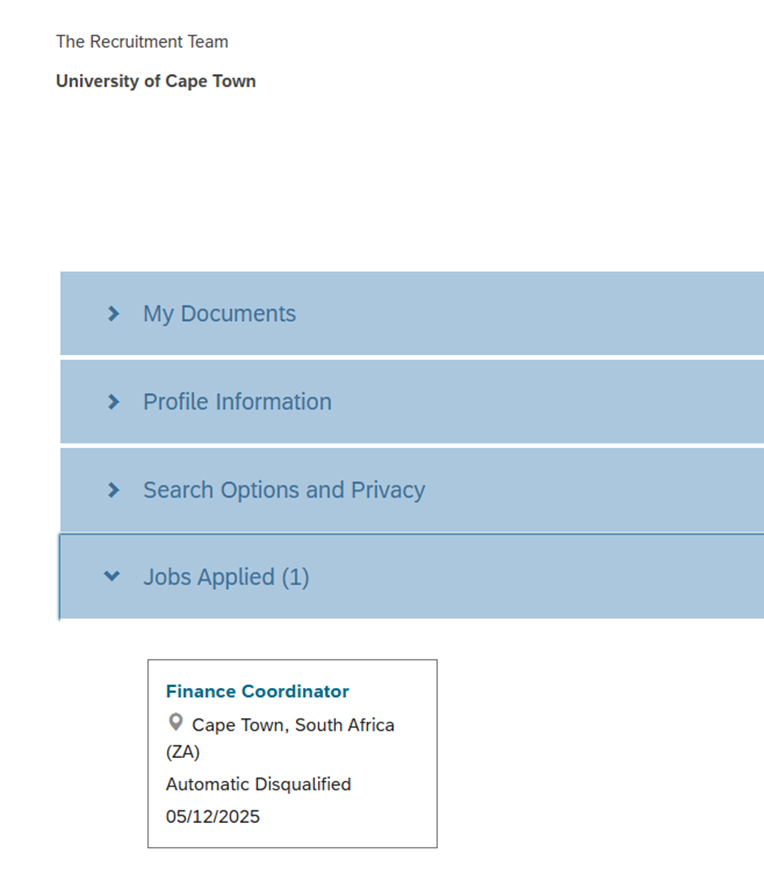 The Recruitment Team
University of Cape Town
My Documents
Profile Information
Search Options and Privacy
Jobs Applied (1)
Finance Coordinator
Cape Town, South Africa
(ZA)
Automatic Disqualified
05/12/2025